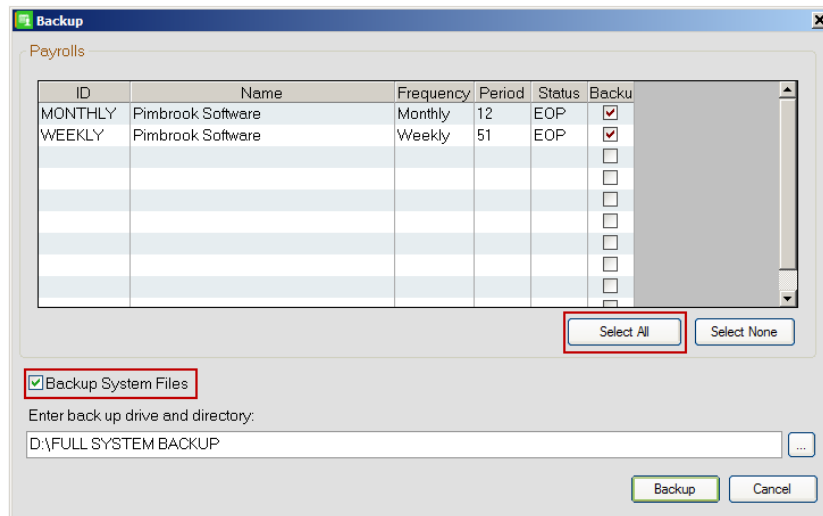 Backup
Payrolls
ID Name Frequency Period Status Backu
MONTHLY Pimbrook Software Monthly 12 EOP
WEEKLY Pimbrook Software Weekly 51 EOP
Select All Select None
Backup System Files
Enter back up drive and directory:
D:\FULL SYSTEM BACKUP ...
Backup Cancel